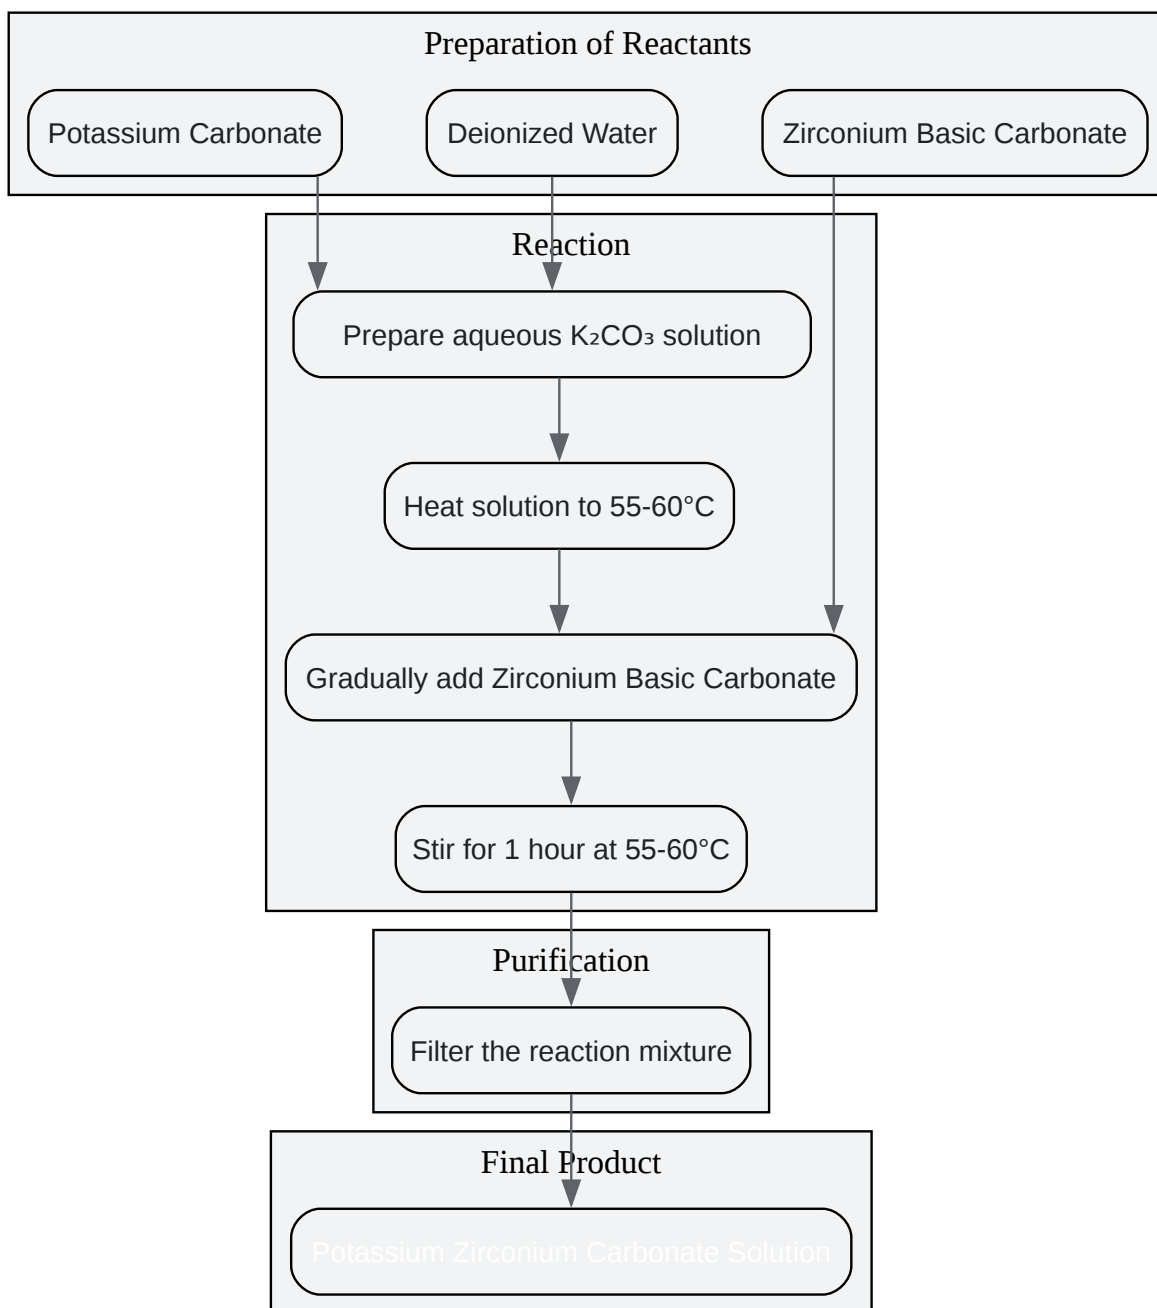 Preparation of Reactants
Potassium Carbonate
Deionized Water
Zirconium Basic Carbonate
Reaction
Prepare aqueous K₂CO₃ solution
Heat solution to 55-60°C
Gradually add Zirconium Basic Carbonate
Stir for 1 hour at 55-60°C
Purification
Filter the reaction mixture
Final Product
Potassium Zirconium Carbonate Solution